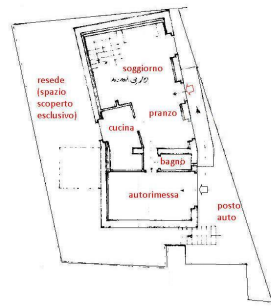 soggiorno
resede
(spazio
scoperto
esclusivo)
pranzo
cucina
bagno
autorimessa
posto
auto